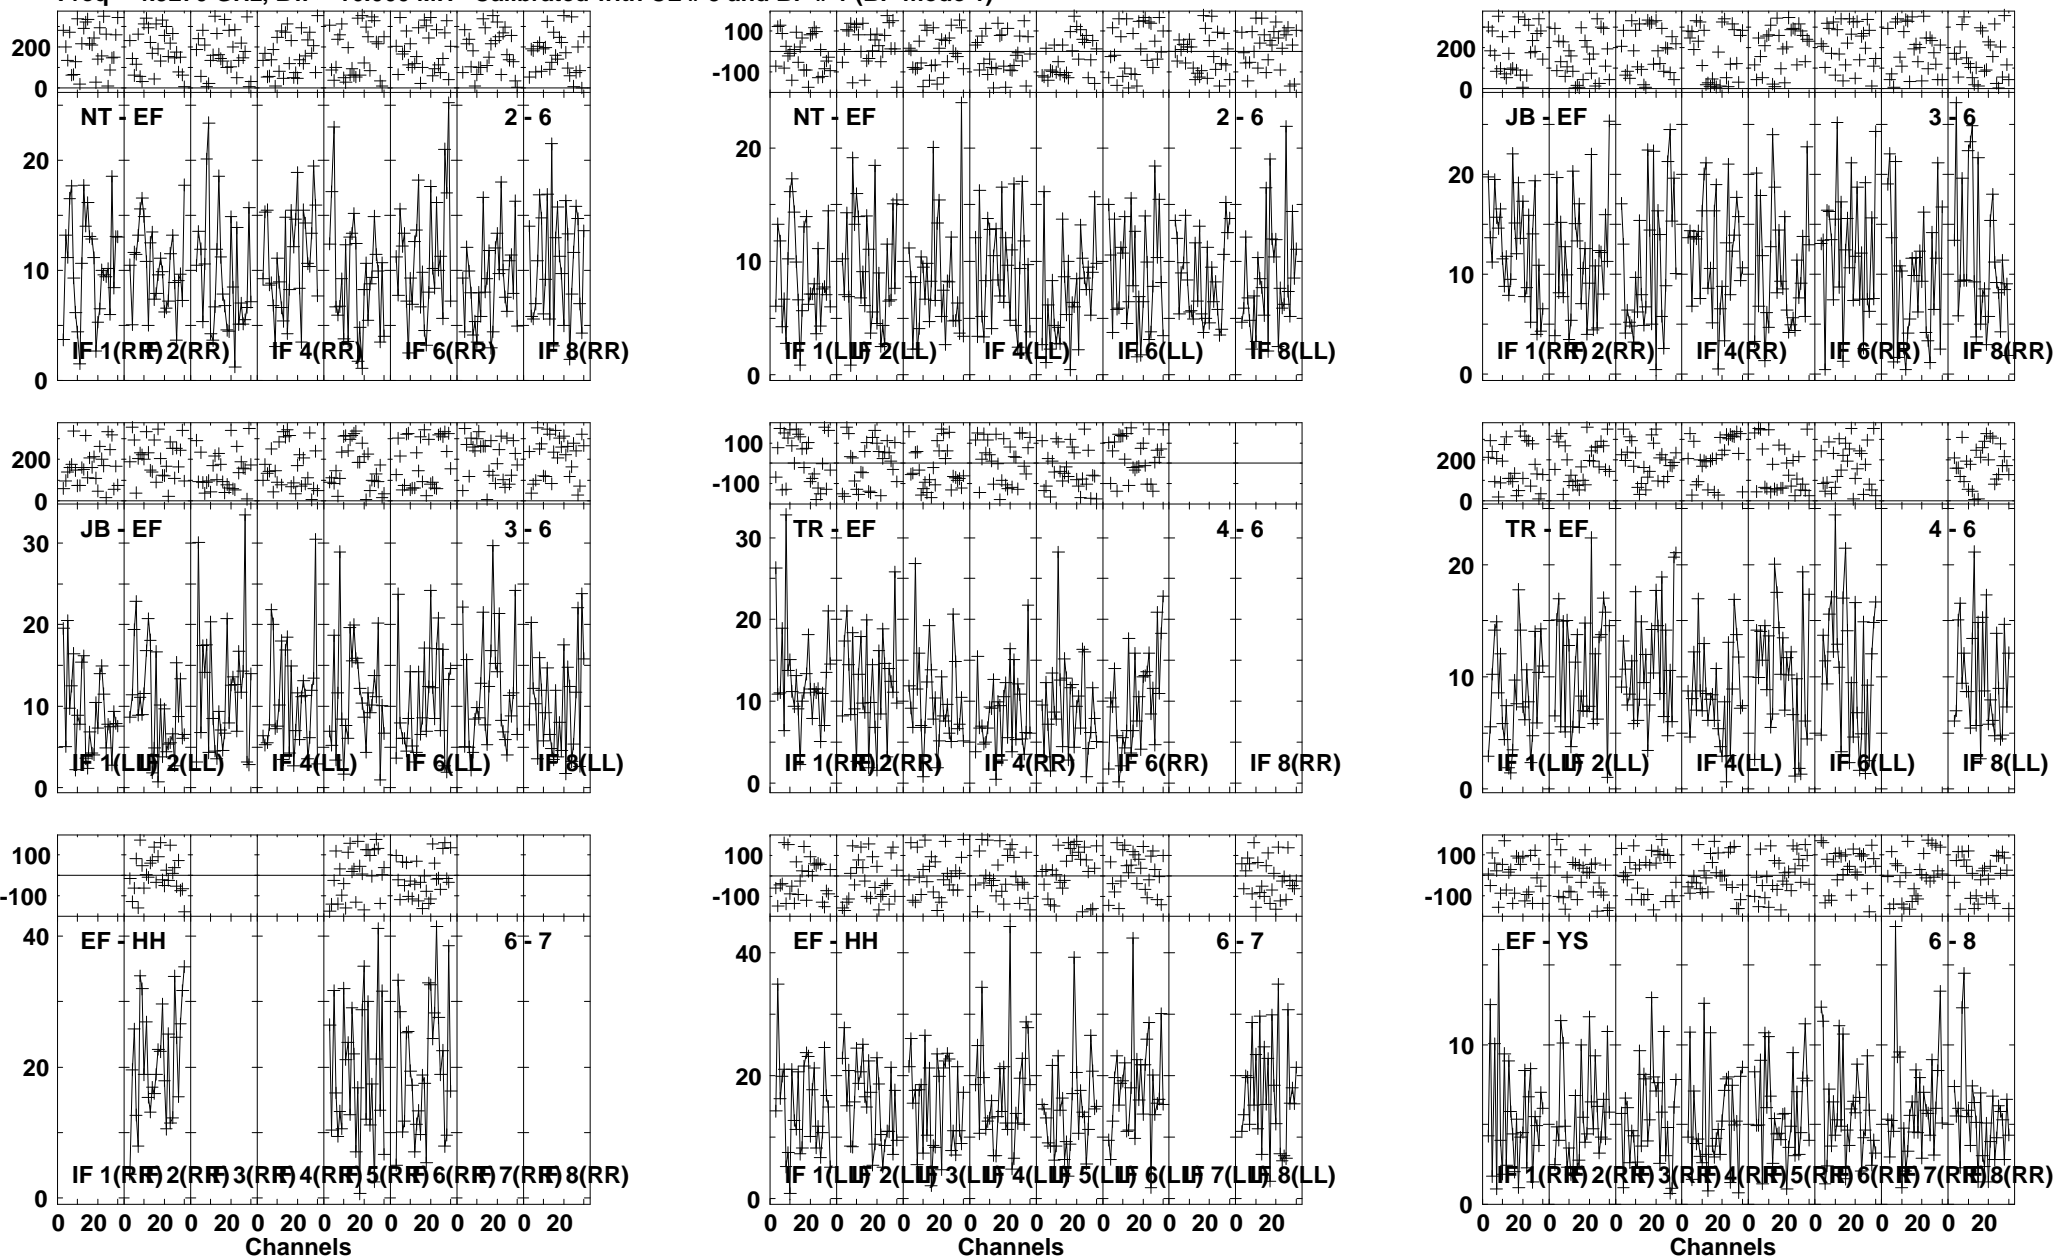 200
0
NT - EF 2 - 6
20
10
0
IF 1(RR) IF 2(RR) IF 4(RR) IF 6(RR) IF 8(RR)
100
-100
NT - EF 2 - 6
20
10
0
IF 1(LL) IF 2(LL) IF 4(LL) IF 6(LL) IF 8(LL)
200
0
JB - EF 3 - 6
20
10
0
IF 1(RR) IF 2(RR) IF 4(RR) IF 6(RR) IF 8(RR)
200
0
JB - EF 3 - 6
30
20
10
0
IF 1(LL) IF 2(LL) IF 4(LL) IF 6(LL) IF 8(LL)
100
-100
TR - EF 4 - 6
30
20
10
0
IF 1(RR) IF 2(RR) IF 4(RR) IF 6(RR) IF 8(RR)
200
0
TR - EF 4 - 6
20
10
0
IF 1(LL) IF 2(LL) IF 4(LL) IF 6(LL) IF 8(LL)
100
-100
EF - HH 6 - 7
40
20
0
IF 1(RR) IF 2(RR) IF 3(RR) IF 4(RR) IF 5(RR) IF 6(RR) IF 7(RR) IF 8(RR)
0 20 0 20 0 20 0 20 0 20 0 20 0 20 0 20
Channels
100
-100
EF - HH 6 - 7
40
20
0
IF 1(LL) IF 2(LL) IF 3(LL) IF 4(LL) IF 5(LL) IF 6(LL) IF 7(LL) IF 8(LL)
0 20 0 20 0 20 0 20 0 20 0 20 0 20 0 20
Channels
100
-100
EF - YS 6 - 8
10
0
IF 1(RR) IF 2(RR) IF 3(RR) IF 4(RR) IF 5(RR) IF 6(RR) IF 7(RR) IF 8(RR)
0 20 0 20 0 20 0 20 0 20 0 20 0 20 0 20
Channels